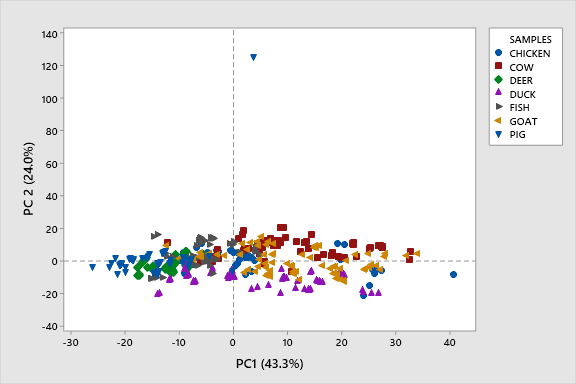 SAMPLES
CHICKEN
COW
DEER
DUCK
FISH
GOAT
PIG
PC 2 (24.0%)
140
120
100
80
60
40
20
0
-20
-40
-30
-20
-10
0
10
20
30
40
PC1 (43.3%)